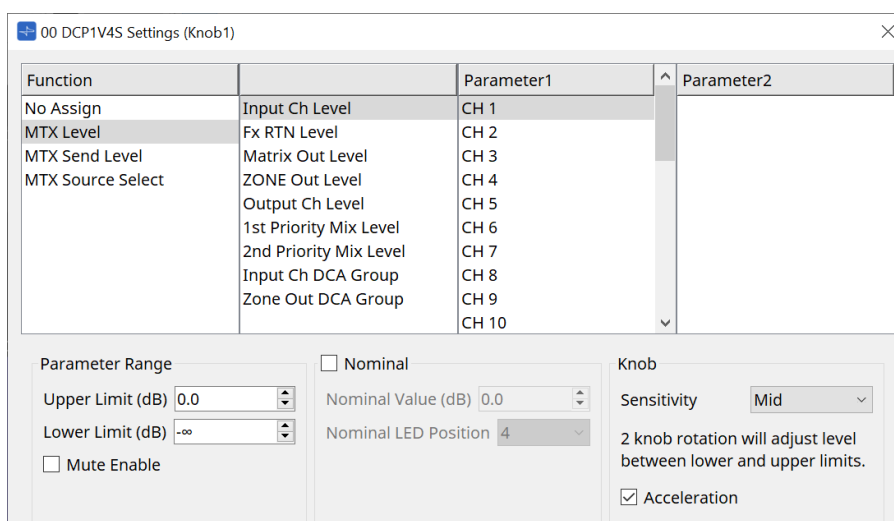 00 DCP1V4S Settings (Knob1)
Function
Parameter1
Parameter2
No Assign
MTX Level
MTX Send Level
MTX Source Select
Input Ch Level
Fx RTN Level
Matrix Out Level
ZONE Out Level
Output Ch Level
1st Priority Mix Level
2nd Priority Mix Level
Input Ch DCA Group
Zone Out DCA Group
CH 1
CH 2
CH 3
CH 4
CH 5
CH 6
CH 7
CH 8
CH 9
CH 10
Parameter Range
Upper Limit (dB) 0.0
Lower Limit (dB) -∞
Mute Enable
Nominal
Nominal Value (dB) 0.0
Nominal LED Position 4
Knob
Sensitivity Mid
2 knob rotation will adjust level
between lower and upper limits.
Acceleration